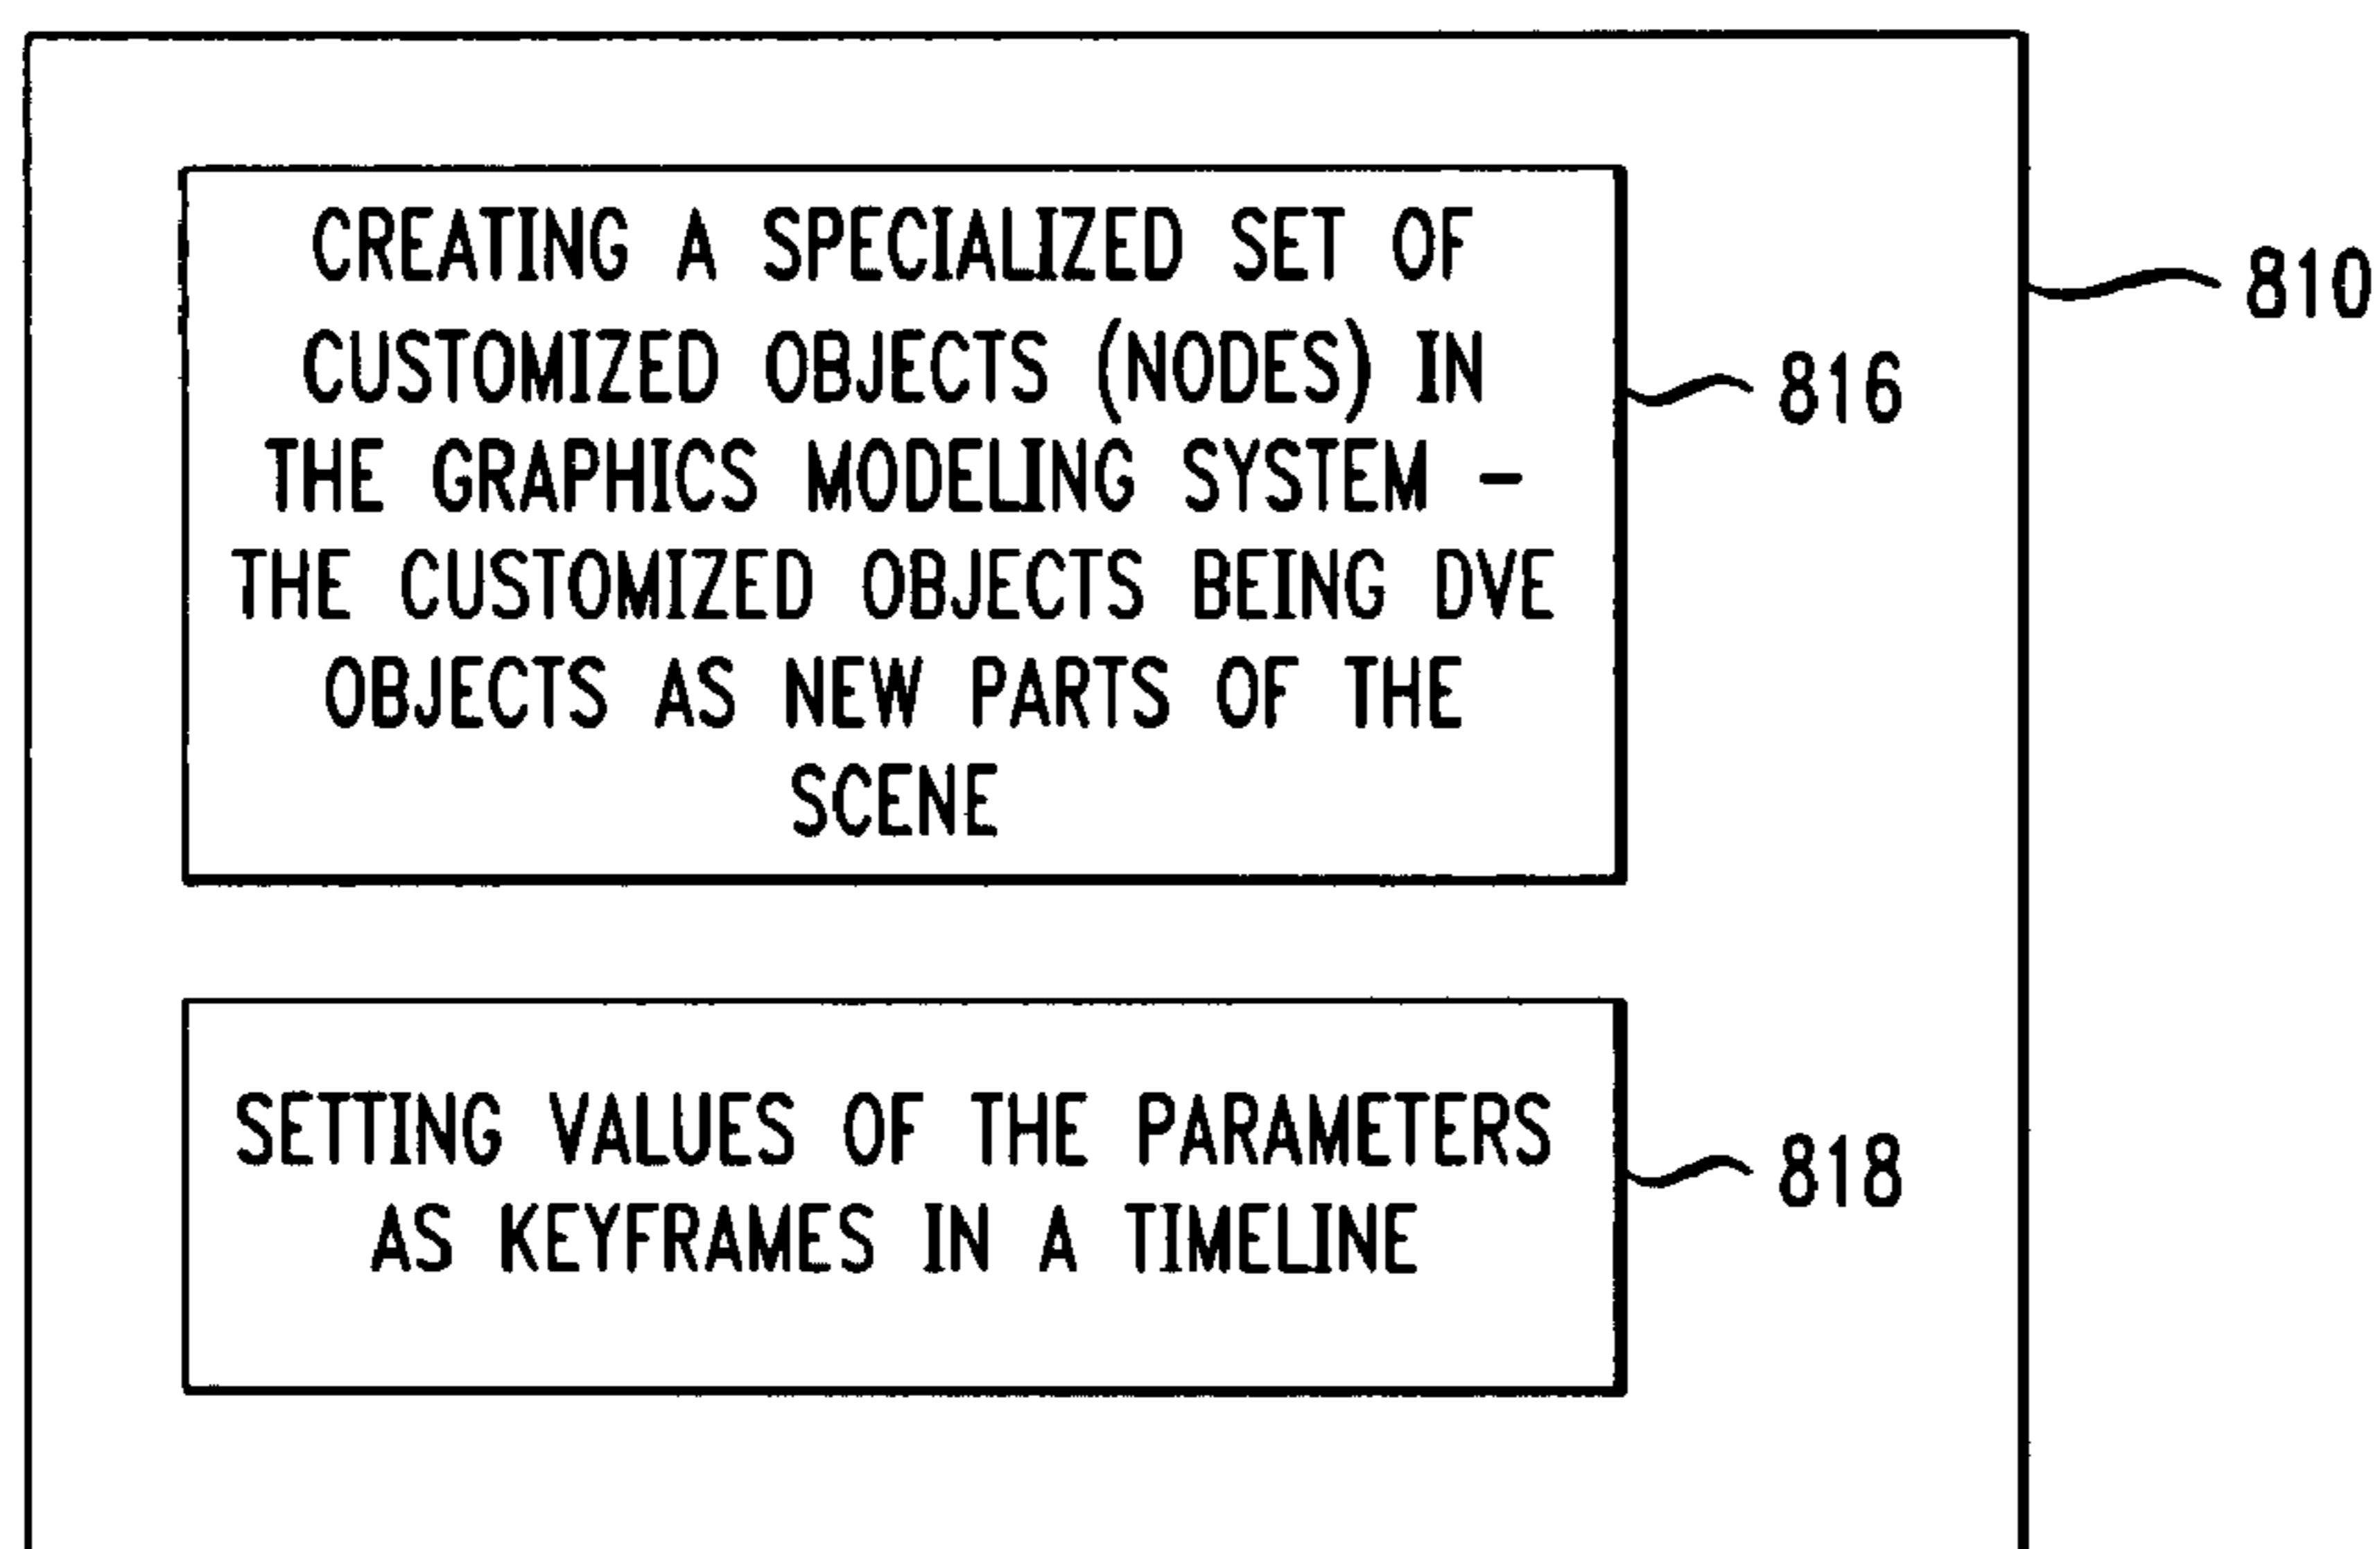 CREATING A SPECIALIZED SET OF
CUSTOMIZED OBJECTS (NODES) IN
THE GRAPHICS MODELING SYSTEM -
THE CUSTOMIZED OBJECTS BEING DVE
OBJECTS AS NEW PARTS OF THE
SCENE
810
816
SETTING VALUES OF THE PARAMETERS
AS KEYFRAMES IN A TIMELINE
818